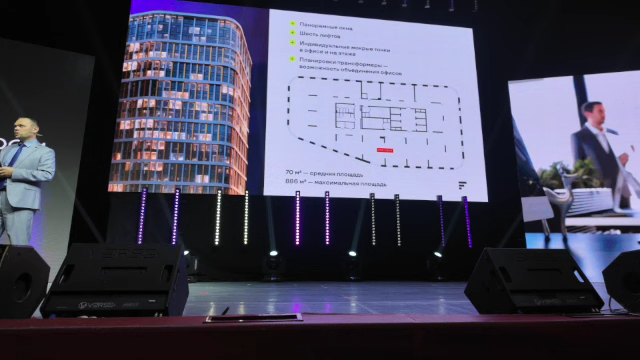 Панорамные окна
Шесть лифтов
Индивидуальные мокрые точки
в офисе и на этаже
Планировки-трансформеры —
возможность объединения офисов
70 м² — средняя площадь
886 м² — максимальная площадь